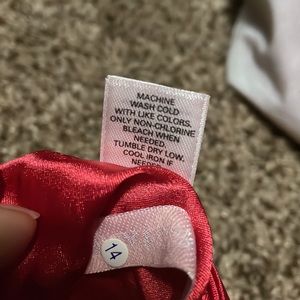 MACHINE
WASH COLD
WITH LIKE COLORS.
ONLY NON-CHLORINE
BLEACH WHEN
NEEDED.
TUMBLE DRY LOW.
COOL IRON IF
NEEDED
14